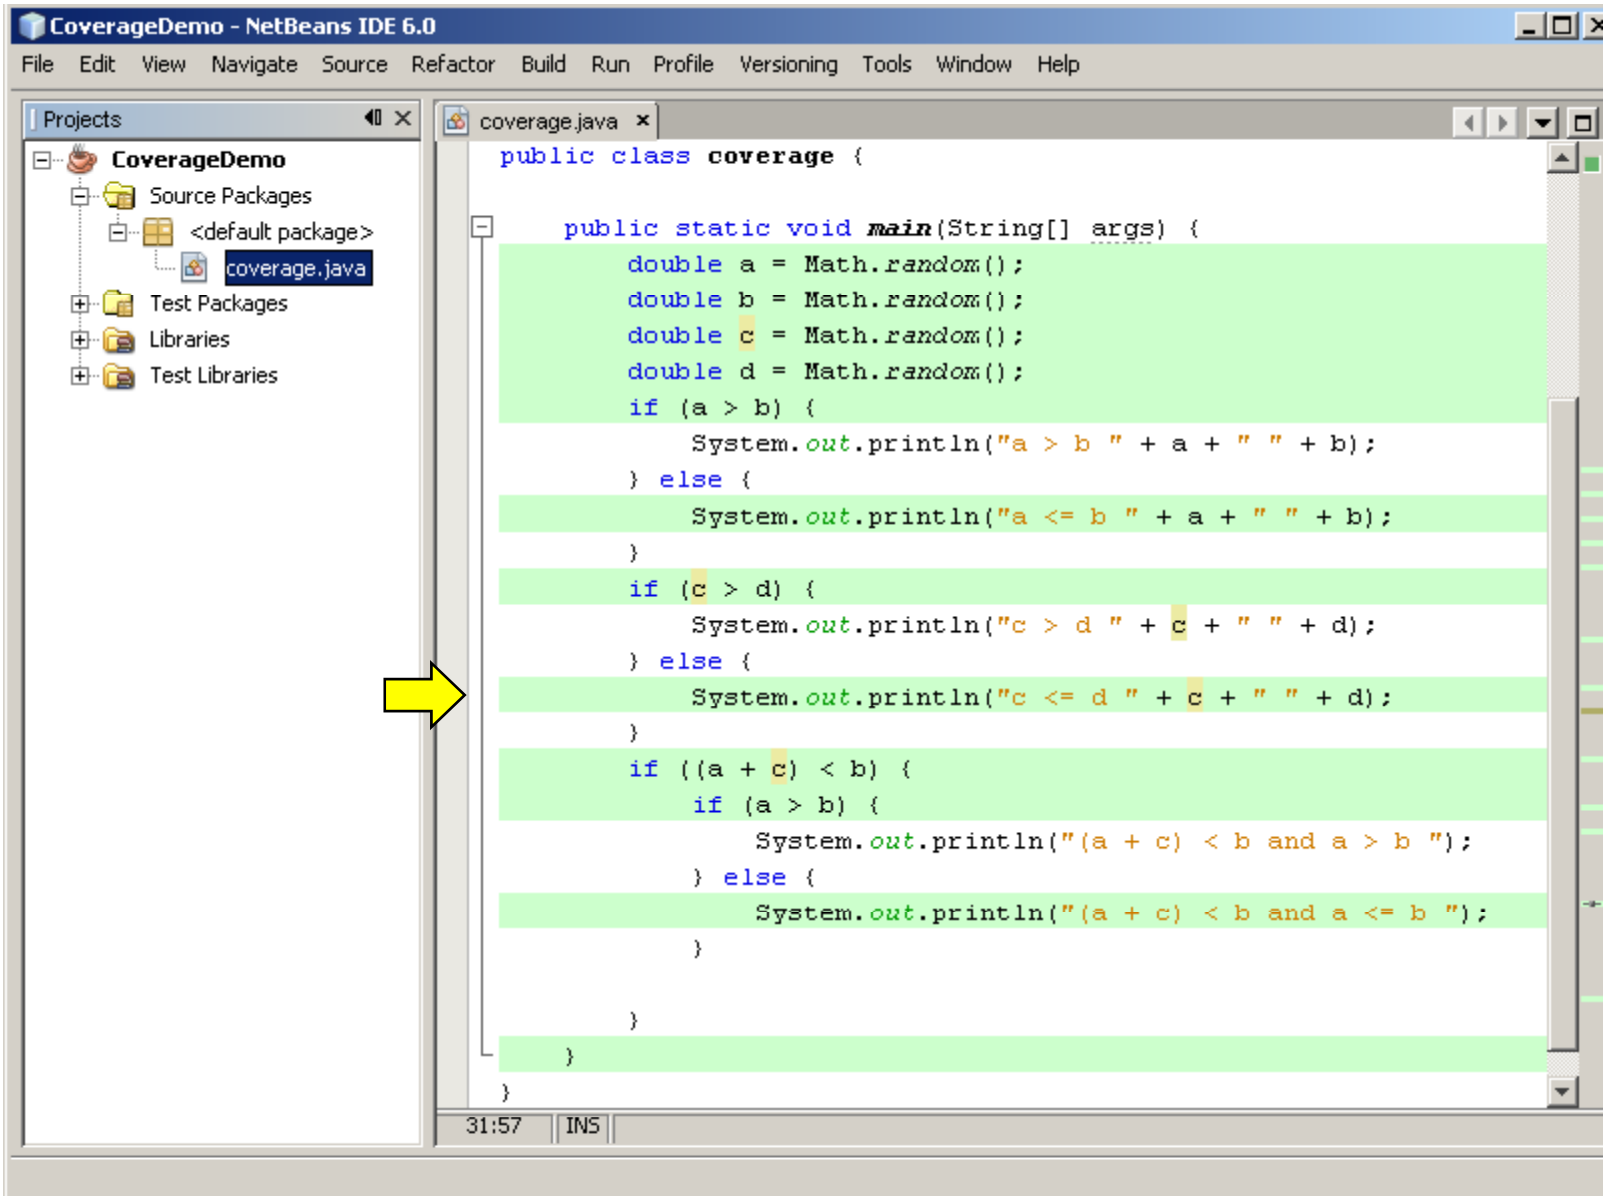 CoverageDemo - NetBeans IDE 6.0
File Edit View Navigate Source Refactor Build Run Profile Versioning Tools Window Help
Projects
CoverageDemo
Source Packages
<default package>
coverage.java
Test Packages
Libraries
Test Libraries
coverage.java
public class coverage {
public static void main(String[] args) {
double a = Math.random();
double b = Math.random();
double c = Math.random();
double d = Math.random();
if (a > b) {
System.out.println("a > b " + a + " " + b);
} else {
System.out.println("a <= b " + a + " " + b);
}
if (c > d) {
System.out.println("c > d " + c + " " + d);
} else {
System.out.println("c <= d " + c + " " + d);
}
if ((a + c) < b) {
if (a > b) {
System.out.println("(a + c) < b and a > b ");
} else {
System.out.println("(a + c) < b and a <= b ");
}
}
}
}
31:57 INS